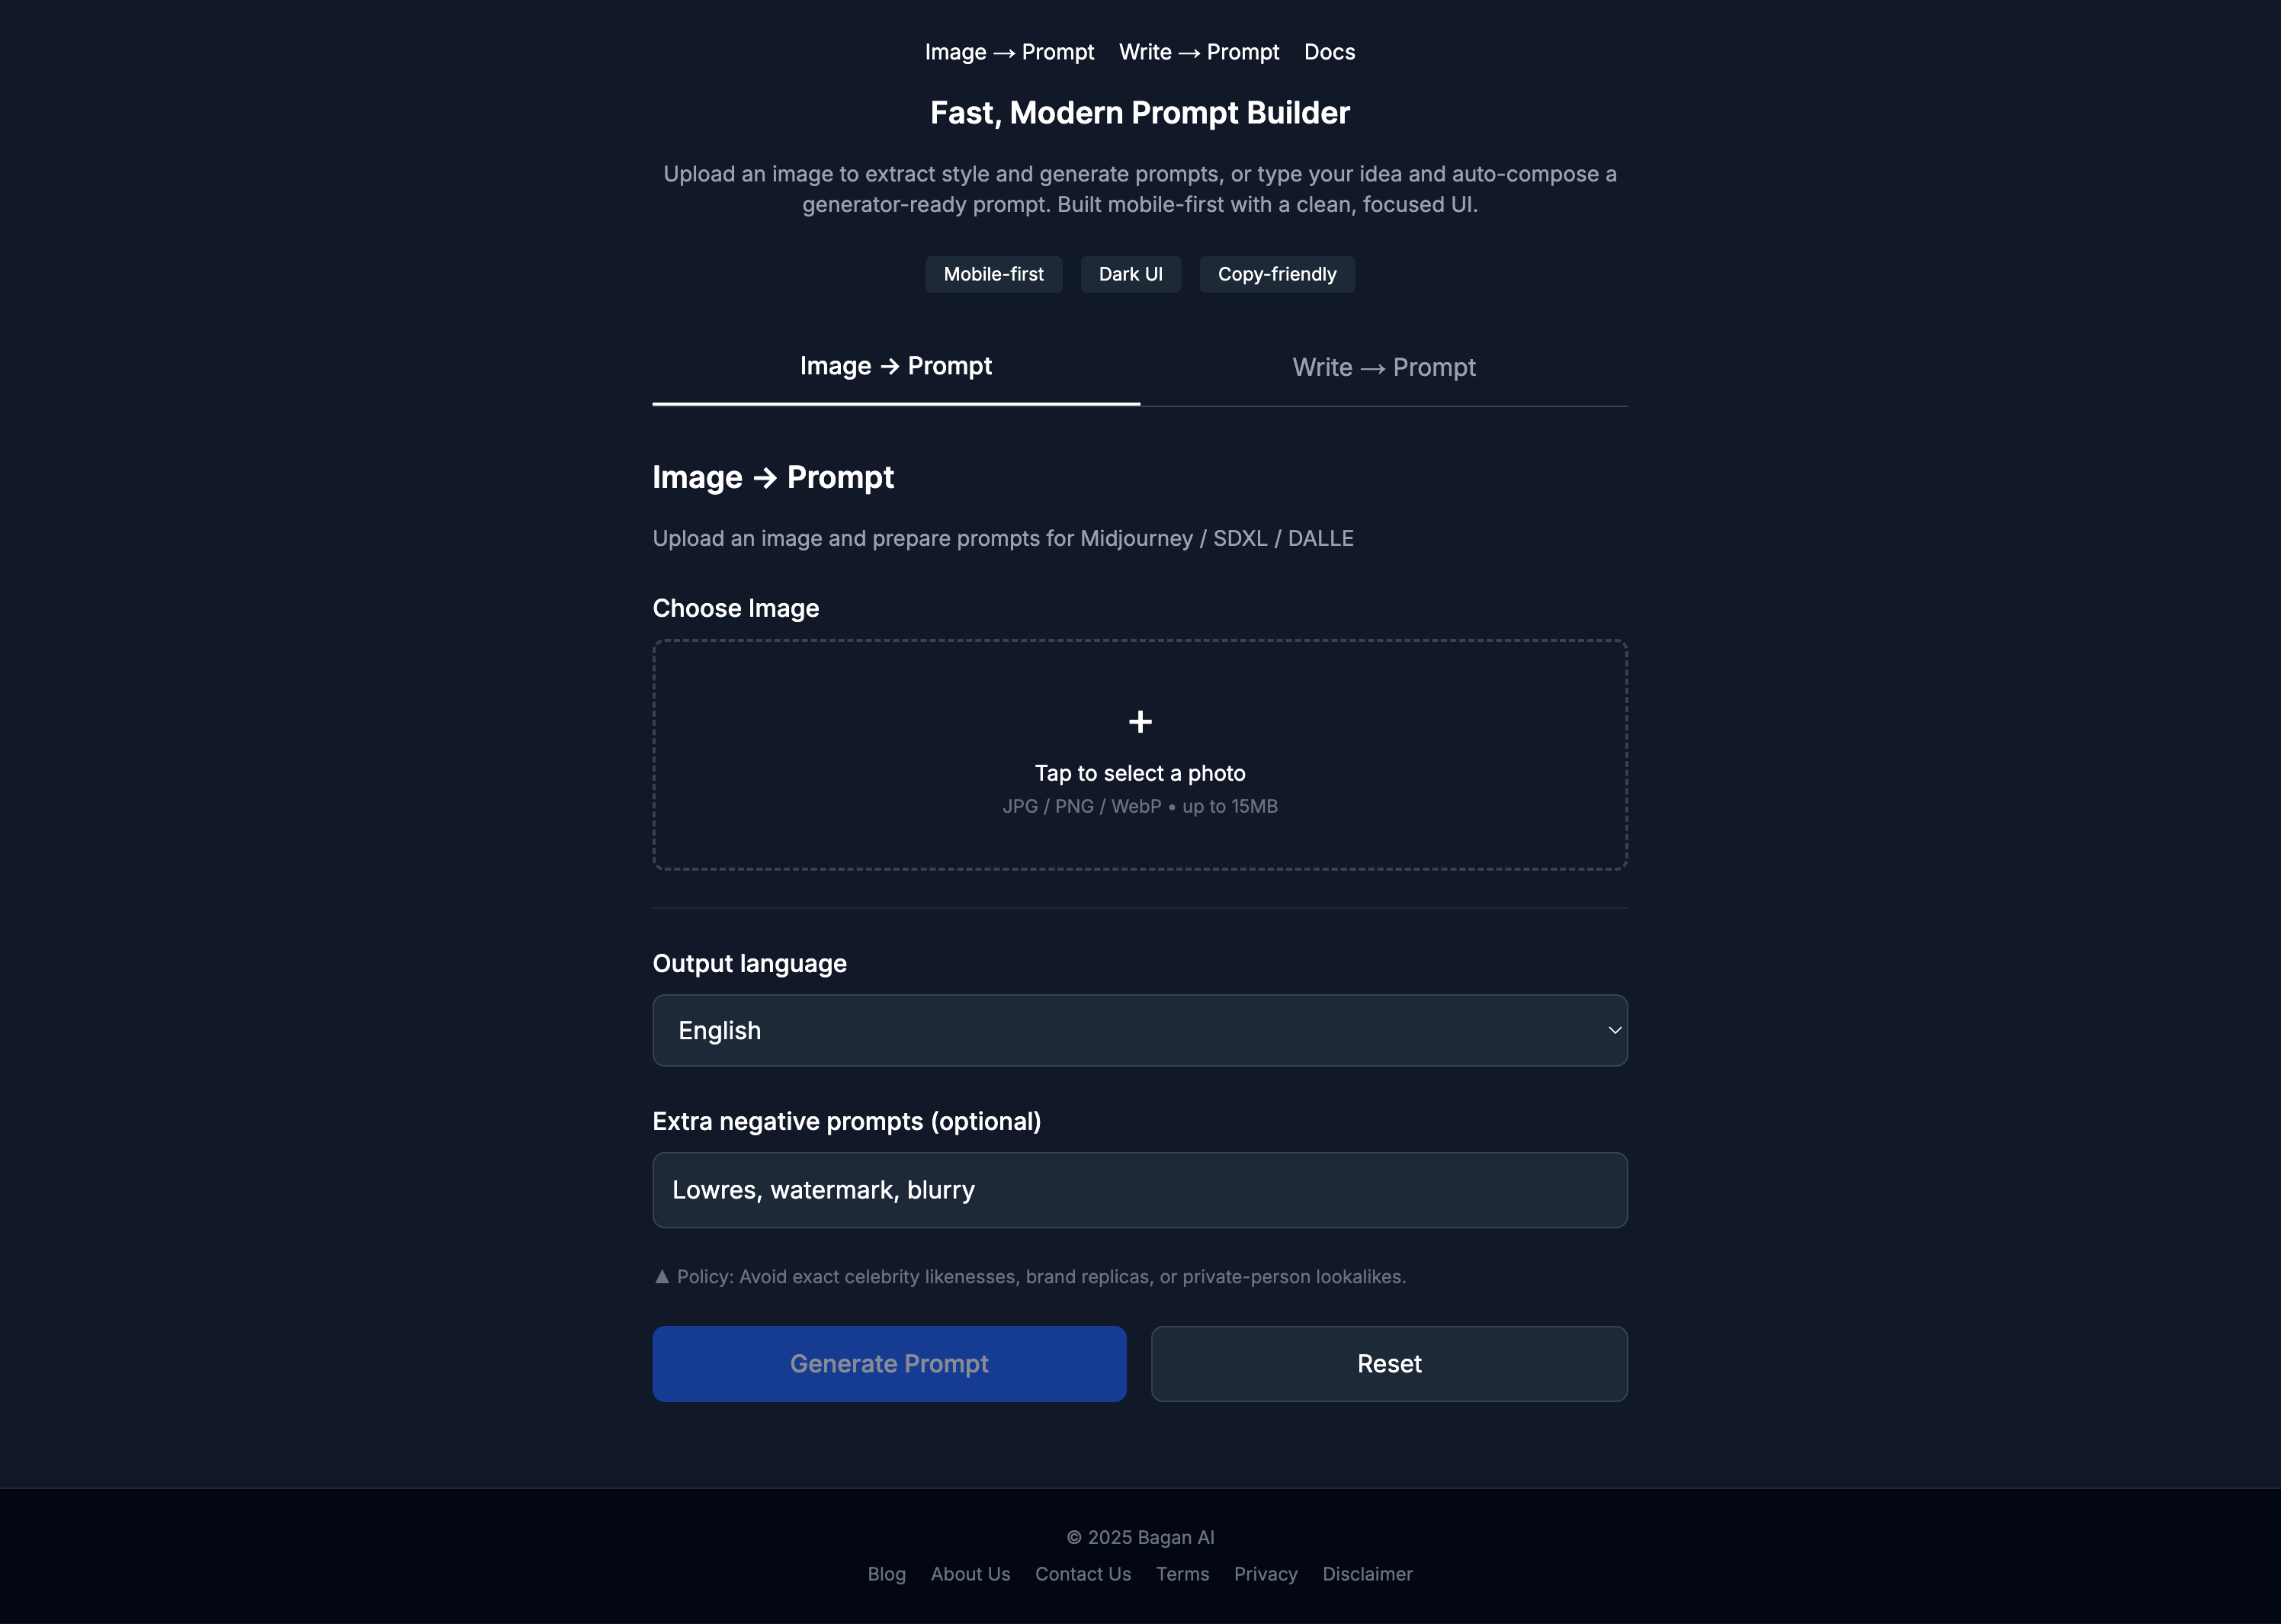 Image → Prompt Write → Prompt Docs
Fast, Modern Prompt Builder
Upload an image to extract style and generate prompts, or type your idea and auto-compose a
generator-ready prompt. Built mobile-first with a clean, focused UI.
Mobile-first Dark UI Copy-friendly
Image → Prompt Write → Prompt
Image → Prompt
Upload an image and prepare prompts for Midjourney / SDXL / DALLE
Choose Image
+
Tap to select a photo
JPG / PNG / WebP • up to 15MB
Output language
English
Extra negative prompts (optional)
Lowres, watermark, blurry
▲ Policy: Avoid exact celebrity likenesses, brand replicas, or private-person lookalikes.
Generate Prompt Reset
© 2025 Bagan AI
Blog About Us Contact Us Terms Privacy Disclaimer